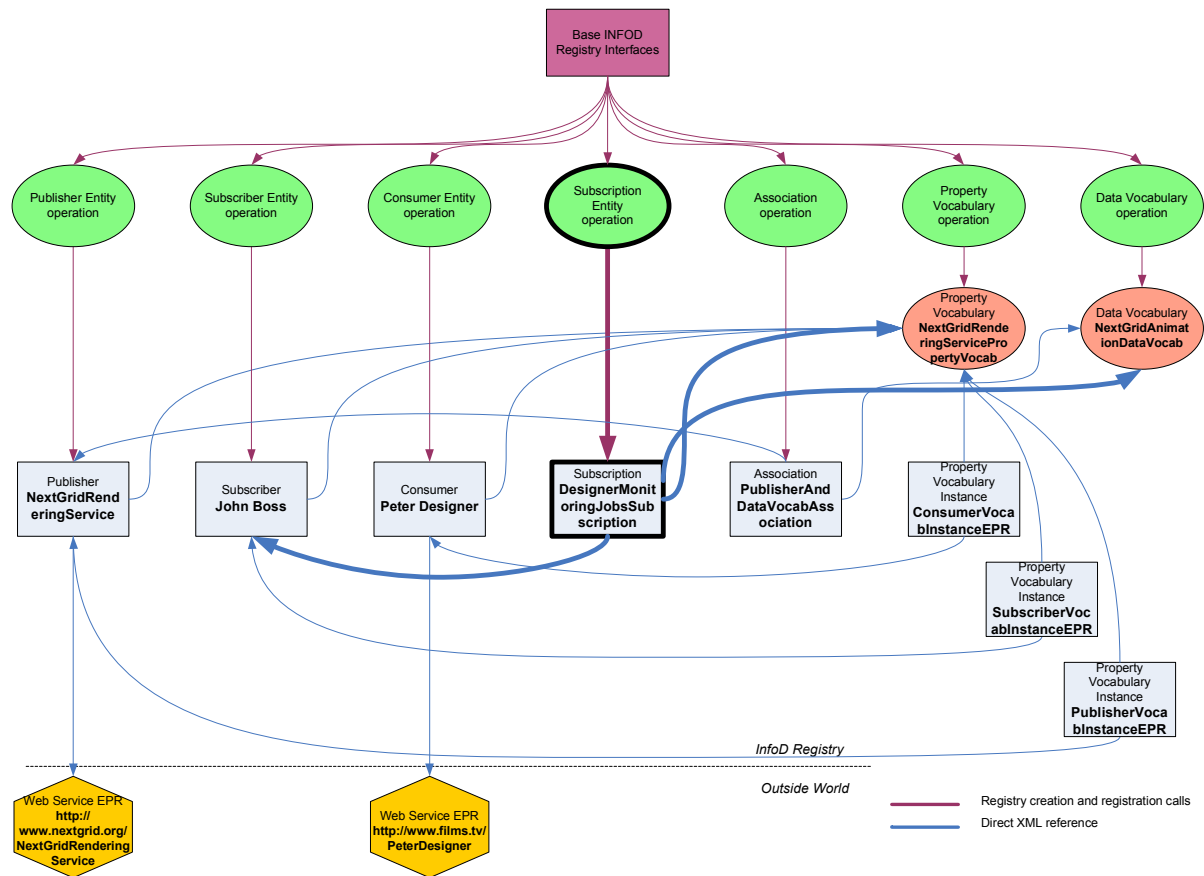 Base INFOD
Registry Interfaces
Publisher Entity
operation
Subscriber Entity
operation
Consumer Entity
operation
Subscription
Entity
operation
Association
operation
Property
Vocabulary
operation
Data Vocabulary
operation
Property
Vocabulary
NextGridRende
ringServicePro
pertyVocab
Data Vocabulary
NextGridAnimat
ionDataVocab
Publisher
NextGridRend
eringService
Subscriber
John Boss
Consumer
Peter Designer
Subscription
DesignerMonit
oringJobsSubs
cription
Association
PublisherAnd
DataVocabAss
ociation
Property
Vocabulary
Instance
ConsumerVoca
bInstanceEPR
Property
Vocabulary
Instance
SubscriberVoc
abInstanceEPR
Property
Vocabulary
Instance
PublisherVoca
bInstanceEPR
InfoD Registry
Outside World
Web Service EPR
http://
www.nextgrid.org/
NextGridRendering
Service
Web Service EPR
http://www.films.tv/
PeterDesigner
Registry creation and registration calls
Direct XML reference